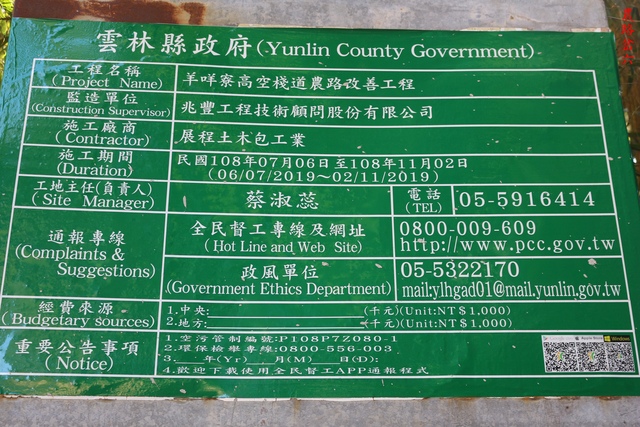 雲林縣政府(Yunlin County Government)
工程名稱
(Project Name)
羊咩寮高空棧道農路改善工程
監造單位
(Construction Supervisor)
兆豐工程技術顧問股份有限公司
施工廠商
(Contractor)
展程土木包工業
施工期間
(Duration)
民國108年07月06日至108年11月02日
(06/07/2019～02/11/2019)
工地主任(負責人)
(Site Manager)
蔡淑蕊
電話
(TEL)
05-5916414
通報專線
(Complaints &
Suggestions)
全民督工專線及網址
(Hot Line and Web Site)
0800-009-609
http://www.pcc.gov.tw
政風單位
(Government Ethics Department)
05-5322170
mail:ylhgad01@mail.yunlin.gov.tw
經費來源
(Budgetary sources)
1.中央:(千元)(Unit:NT$1,000)
2.地方:(千元)(Unit:NT$1,000)
重要公告事項
(Notice)
1.空污管制編號:P108P7Z080-1
2.環保檢舉專線:0800-556-003
3.___年(Yr)___月(M)___日(D):
4.歡迎下載使用全民督工APP通報程式